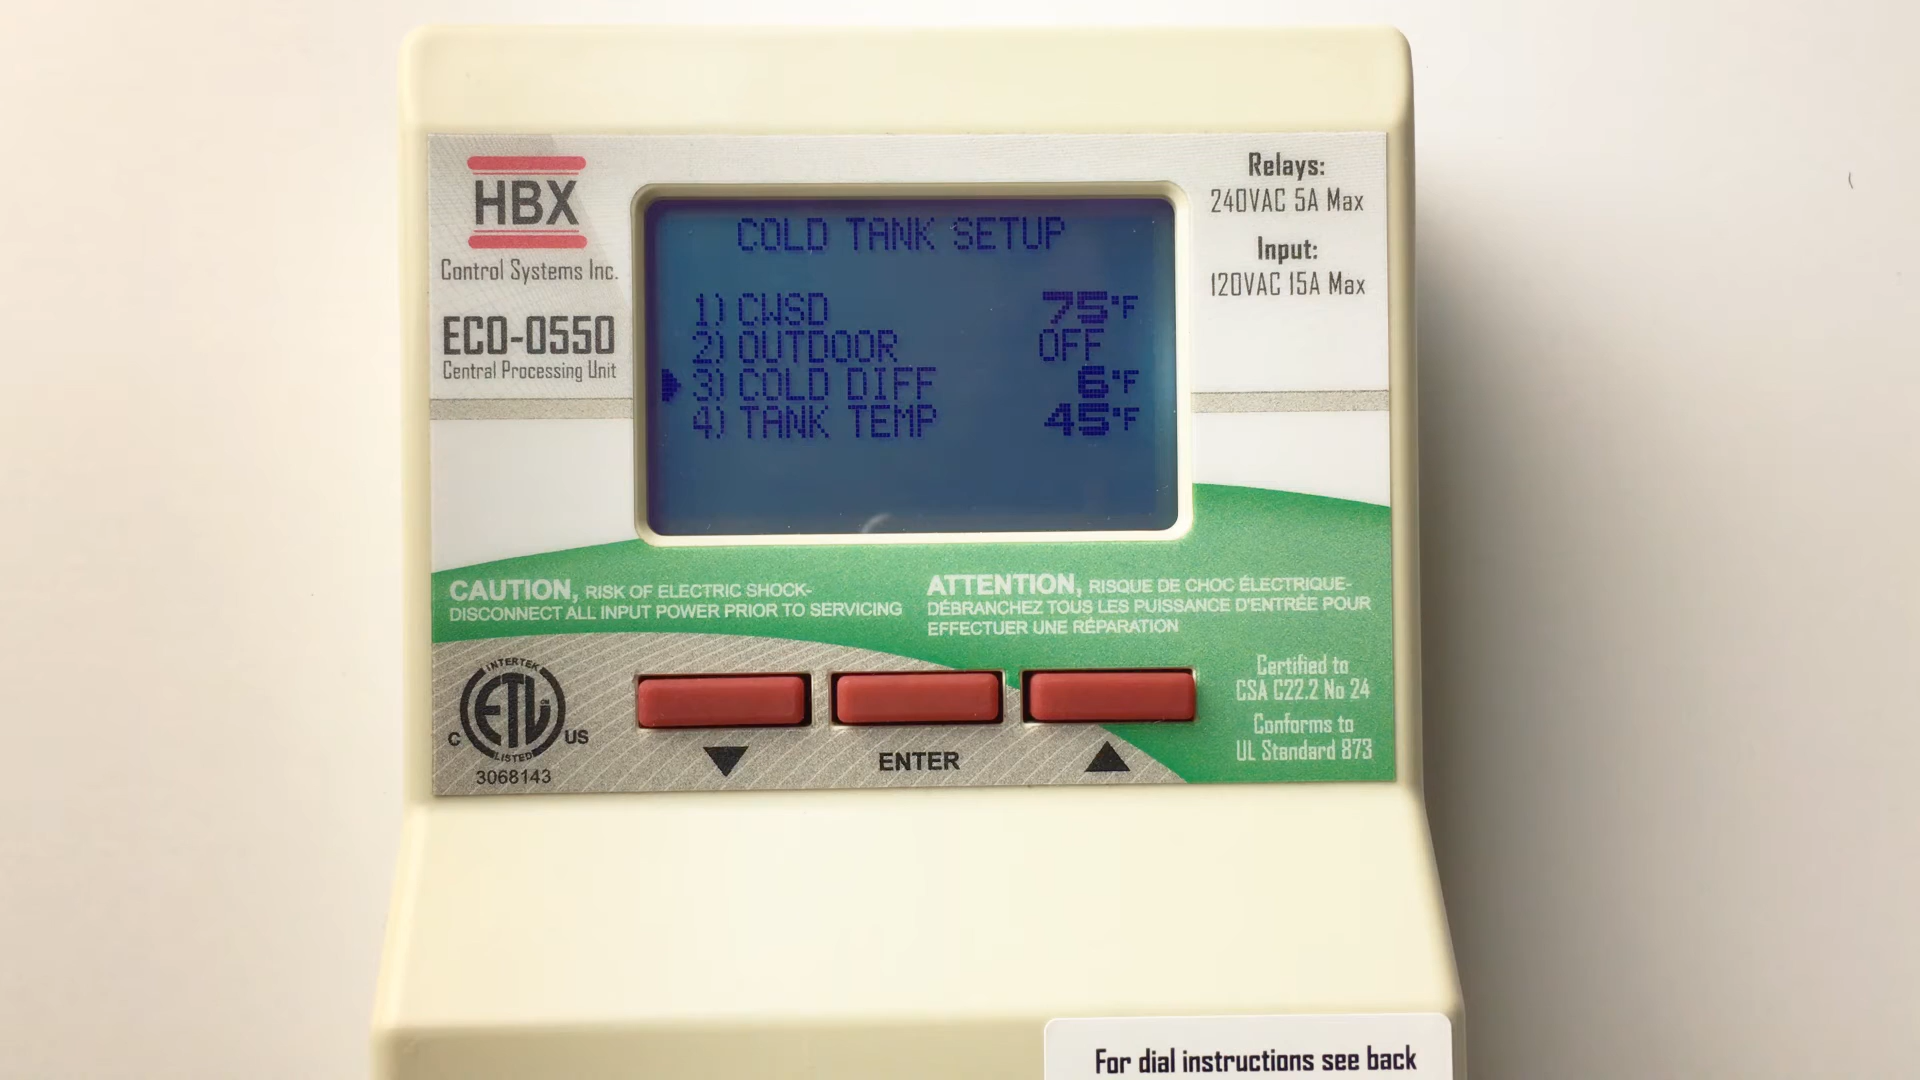 HBX
Control Systems Inc.
ECO-0550
Central Processing Unit
COLD TANK SETUP
1) CWSD 75°F
2) OUTDOOR OFF
3) COLD DIFF 6°F
4) TANK TEMP 45°F
Relays:
240VAC 5A Max
Input:
120VAC 15A Max
CAUTION, RISK OF ELECTRIC SHOCK-
DISCONNECT ALL INPUT POWER PRIOR TO SERVICING
ATTENTION, RISQUE DE CHOC ÉLECTRIQUE-
DÉBRANCHEZ TOUS LES PUISSANCE D'ENTRÉE POUR
EFFECTUER UNE RÉPARATION
INTERTEK
ETL
C US
LISTED
3068143
▼ ENTER ▲
Certified to
CSA C22.2 No 24
Conforms to
UL Standard 873
For dial instructions see back